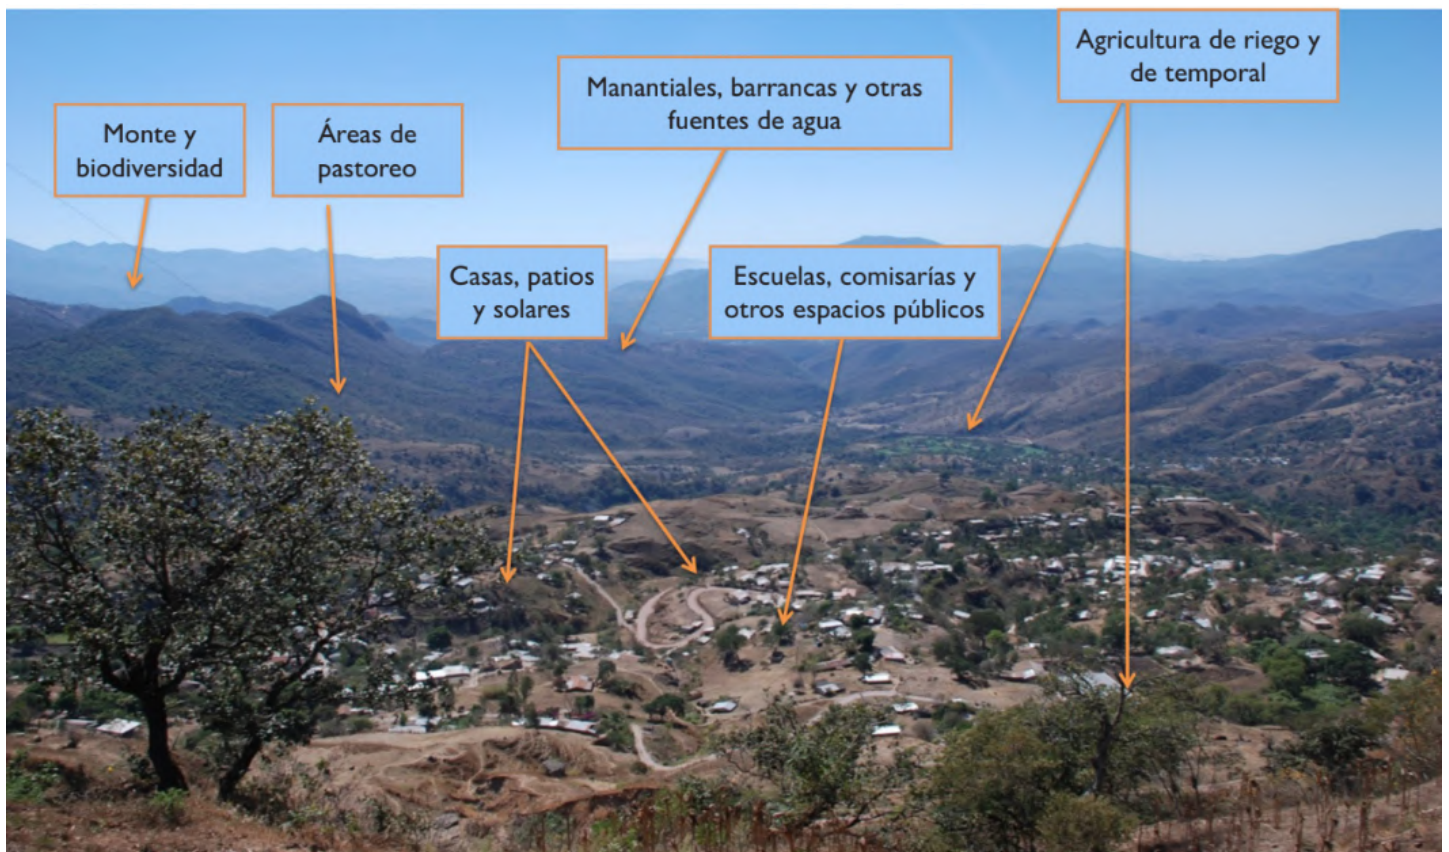 Agricultura de riego y
de temporal
Manantiales, barrancas y otras
fuentes de agua
Monte y
biodiversidad
Áreas de
pastoreo
Casas, patios
y solares
Escuelas, comisarías y
otros espacios públicos